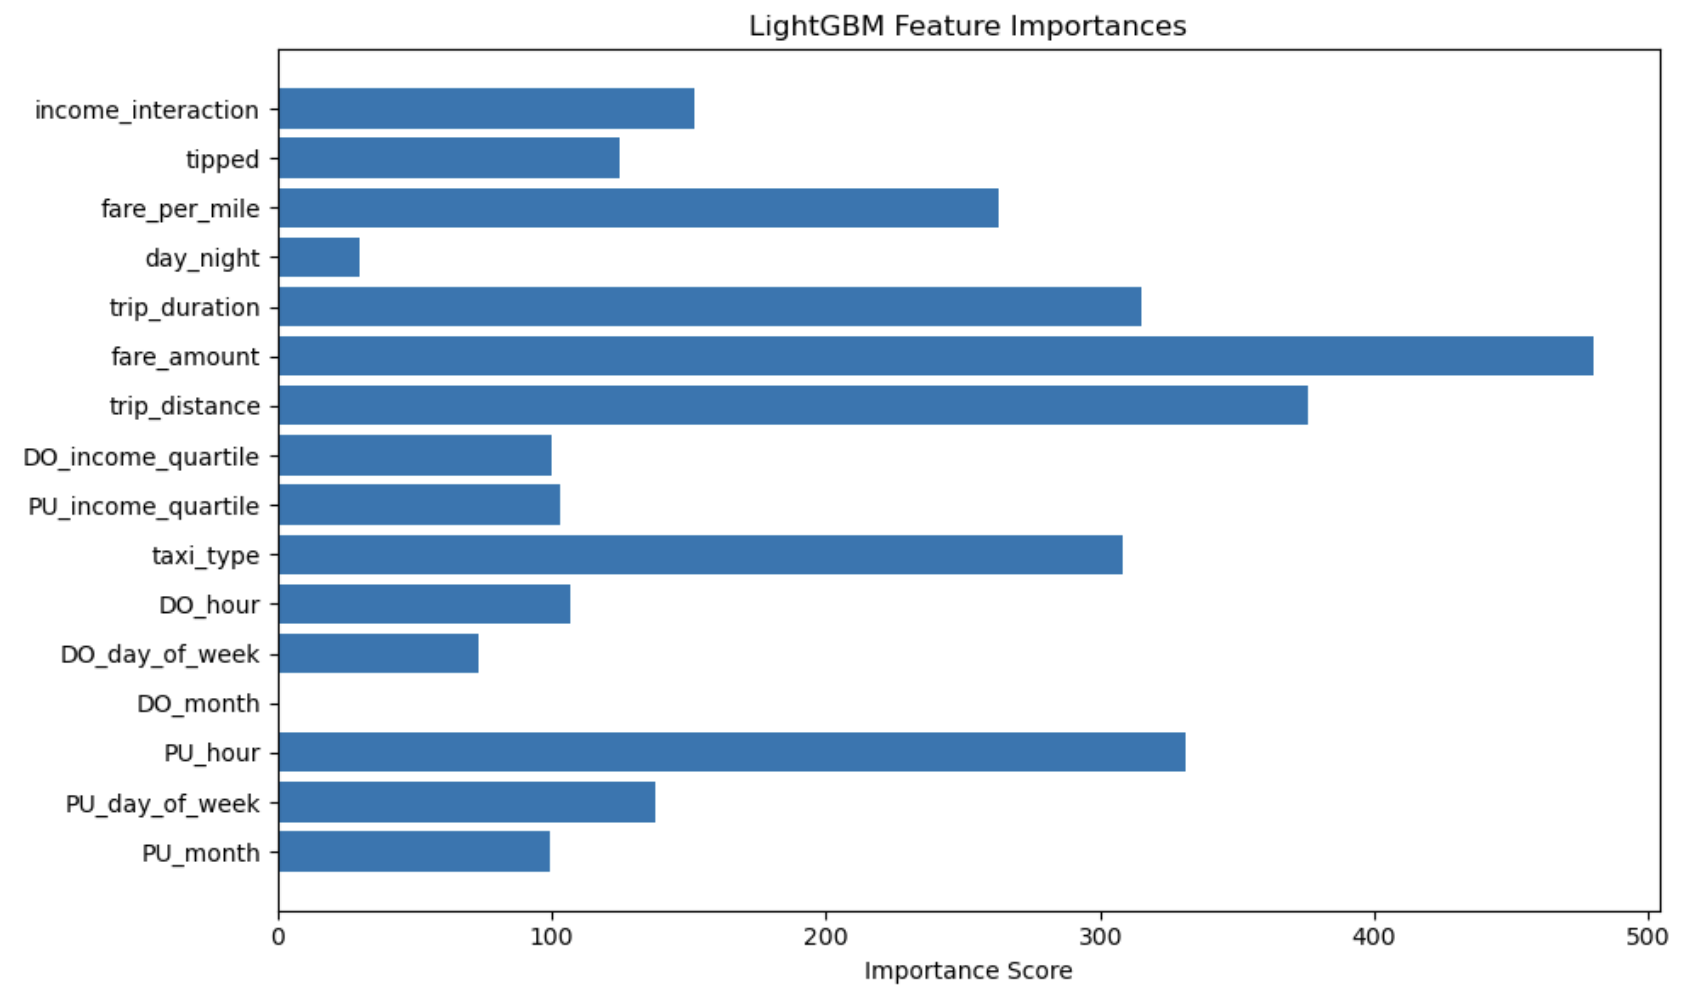 LightGBM Feature Importances
income_interaction
tipped
fare_per_mile
day_night
trip_duration
fare_amount
trip_distance
DO_income_quartile
PU_income_quartile
taxi_type
DO_hour
DO_day_of_week
DO_month
PU_hour
PU_day_of_week
PU_month
0 100 200 300 400 500
Importance Score